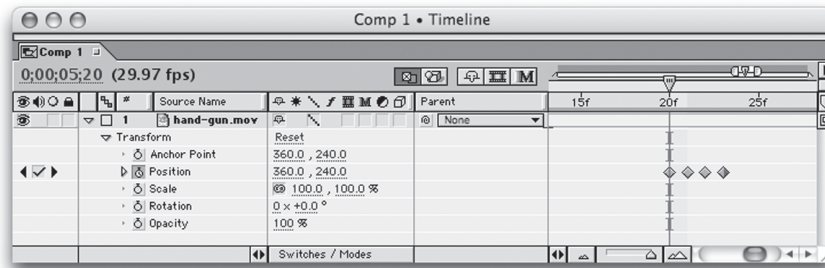 Comp 1 • Timeline
Comp 1
0;00;05;20 (29.97 fps)
M
# Source Name M Parent 15f 20f 25f
1 hand-gun.mov None
Transform Reset
Anchor Point 360.0 , 240.0
Position 360.0 , 240.0
Scale 100.0 , 100.0 %
Rotation 0 x +0.0 °
Opacity 100 %
Switches / Modes